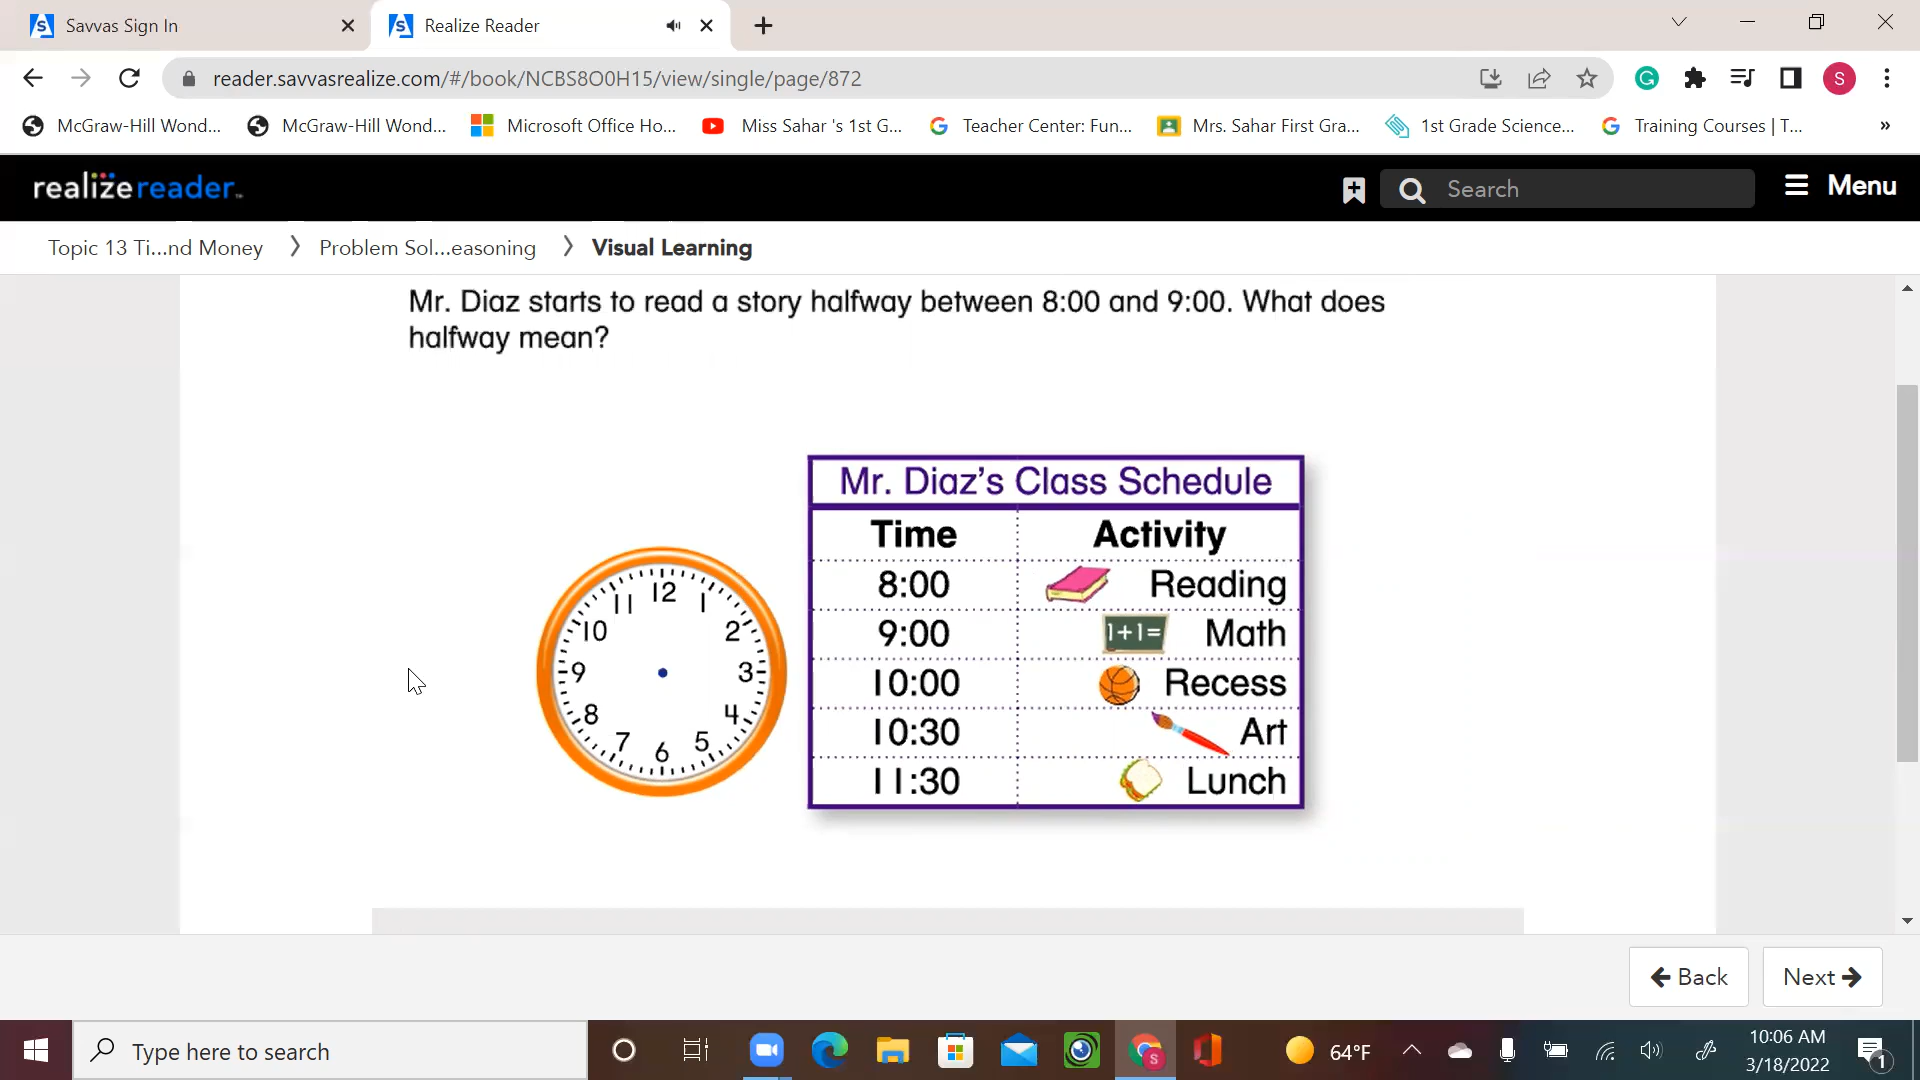 Savvas Sign In
Realize Reader
reader.savvasrealize.com/#/book/NCBS8O0H15/view/single/page/872
S
McGraw-Hill Wond...
McGraw-Hill Wond...
Microsoft Office Ho...
Miss Sahar 's 1st G...
Teacher Center: Fun...
Mrs. Sahar First Gra...
1st Grade Science...
Training Courses | T...
»
realizereader™
Search
Menu
Topic 13 Ti...nd Money
Problem Sol...easoning
Visual Learning
Mr. Diaz starts to read a story halfway between 8:00 and 9:00. What does
halfway mean?
12
1
2
3
4
5
6
7
8
9
10
11
Mr. Diaz's Class Schedule
Time Activity
8:00 Reading
9:00 1+1= Math
10:00 Recess
10:30 Art
11:30 Lunch
Back
Next
Type here to search
64°F
10:06 AM
3/18/2022
1